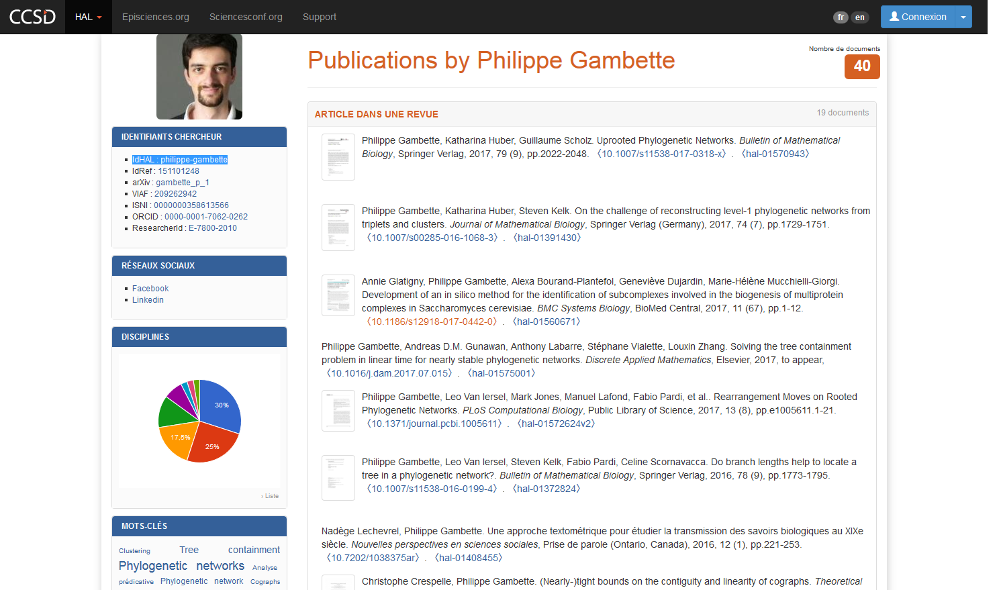 CCSD HAL Episciences.org Sciencesconf.org Support fr en Connexion
IDENTIFIANTS CHERCHEUR
IdHAL : philippe-gambette
IdRef : 151101248
arXiv : gambette_p_1
VIAF : 209262942
ISNI : 0000000358613566
ORCID : 0000-0001-7062-0262
ResearcherId : E-7800-2010
RÉSEAUX SOCIAUX
Facebook
Linkedin
DISCIPLINES
30%
17,5%
25%
› Liste
MOTS-CLÉS
Clustering Tree containment
Phylogenetic networks Analyse
prédicative Phylogenetic network Cographs
Publications by Philippe Gambette
Nombre de documents
40
ARTICLE DANS UNE REVUE 19 documents
Philippe Gambette, Katharina Huber, Guillaume Scholz. Uprooted Phylogenetic Networks. Bulletin of Mathematical
Biology, Springer Verlag, 2017, 79 (9), pp.2022-2048. 〈10.1007/s11538-017-0318-x〉. 〈hal-01570943〉
Philippe Gambette, Katharina Huber, Steven Kelk. On the challenge of reconstructing level-1 phylogenetic networks from
triplets and clusters. Journal of Mathematical Biology, Springer Verlag (Germany), 2017, 74 (7), pp.1729-1751.
〈10.1007/s00285-016-1068-3〉. 〈hal-01391430〉
Annie Glatigny, Philippe Gambette, Alexa Bourand-Plantefol, Geneviève Dujardin, Marie-Hélène Mucchielli-Giorgi.
Development of an in silico method for the identification of subcomplexes involved in the biogenesis of multiprotein
complexes in Saccharomyces cerevisiae. BMC Systems Biology, BioMed Central, 2017, 11 (67), pp.1-12.
〈10.1186/s12918-017-0442-0〉. 〈hal-01560671〉
Philippe Gambette, Andreas D.M. Gunawan, Anthony Labarre, Stéphane Vialette, Louxin Zhang. Solving the tree containment
problem in linear time for nearly stable phylogenetic networks. Discrete Applied Mathematics, Elsevier, 2017, to appear,
〈10.1016/j.dam.2017.07.015〉. 〈hal-01575001〉
Philippe Gambette, Leo Van Iersel, Mark Jones, Manuel Lafond, Fabio Pardi, et al.. Rearrangement Moves on Rooted
Phylogenetic Networks. PLoS Computational Biology, Public Library of Science, 2017, 13 (8), pp.e1005611.1-21.
〈10.1371/journal.pcbi.1005611〉. 〈hal-01572624v2〉
Philippe Gambette, Leo Van Iersel, Steven Kelk, Fabio Pardi, Celine Scornavacca. Do branch lengths help to locate a
tree in a phylogenetic network?. Bulletin of Mathematical Biology, Springer Verlag, 2016, 78 (9), pp.1773-1795.
〈10.1007/s11538-016-0199-4〉. 〈hal-01372824〉
Nadège Lechevrel, Philippe Gambette. Une approche textométrique pour étudier la transmission des savoirs biologiques au XIXe
siècle. Nouvelles perspectives en sciences sociales, Prise de parole (Ontario, Canada), 2016, 12 (1), pp.221-253.
〈10.7202/1038375ar〉. 〈hal-01408455〉
Christophe Crespelle, Philippe Gambette. (Nearly-)tight bounds on the contiguity and linearity of cographs. Theoretical